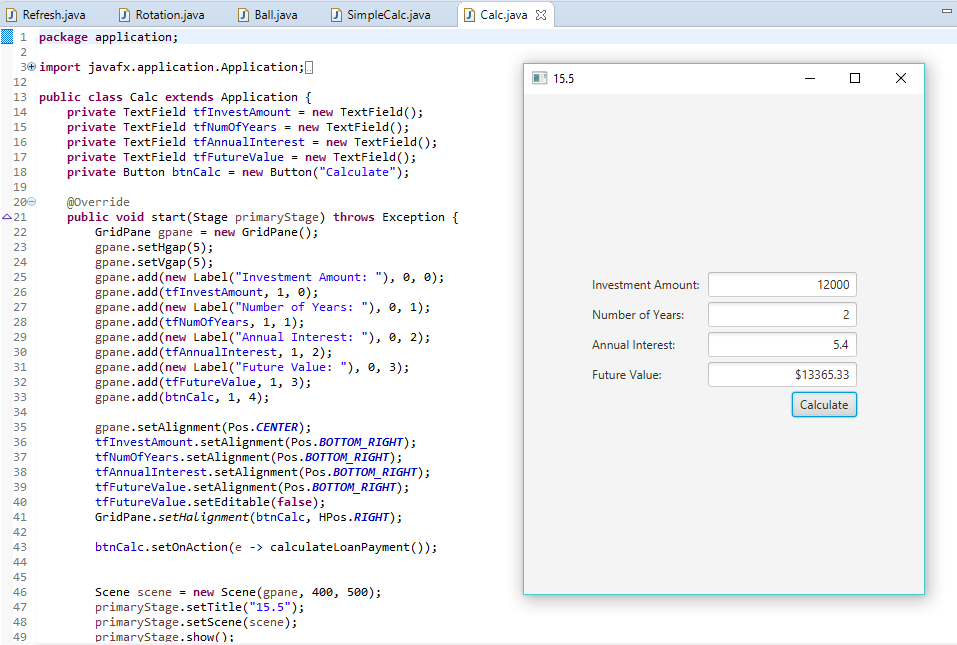 Refresh.java Rotation.java Ball.java SimpleCalc.java Calc.java
1 package application;
2
3 import javafx.application.Application;
12
13 public class Calc extends Application {
14 private TextField tfInvestAmount = new TextField();
15 private TextField tfNumOfYears = new TextField();
16 private TextField tfAnnualInterest = new TextField();
17 private TextField tfFutureValue = new TextField();
18 private Button btnCalc = new Button("Calculate");
19
20 @Override
21 public void start(Stage primaryStage) throws Exception {
22 GridPane gpane = new GridPane();
23 gpane.setHgap(5);
24 gpane.setVgap(5);
25 gpane.add(new Label("Investment Amount: "), 0, 0);
26 gpane.add(tfInvestAmount, 1, 0);
27 gpane.add(new Label("Number of Years: "), 0, 1);
28 gpane.add(tfNumOfYears, 1, 1);
29 gpane.add(new Label("Annual Interest: "), 0, 2);
30 gpane.add(tfAnnualInterest, 1, 2);
31 gpane.add(new Label("Future Value: "), 0, 3);
32 gpane.add(tfFutureValue, 1, 3);
33 gpane.add(btnCalc, 1, 4);
34
35 gpane.setAlignment(Pos.CENTER);
36 tfInvestAmount.setAlignment(Pos.BOTTOM_RIGHT);
37 tfNumOfYears.setAlignment(Pos.BOTTOM_RIGHT);
38 tfAnnualInterest.setAlignment(Pos.BOTTOM_RIGHT);
39 tfFutureValue.setAlignment(Pos.BOTTOM_RIGHT);
40 tfFutureValue.setEditable(false);
41 GridPane.setHalignment(btnCalc, HPos.RIGHT);
42
43 btnCalc.setOnAction(e -> calculateLoanPayment());
44
45
46 Scene scene = new Scene(gpane, 400, 500);
47 primaryStage.setTitle("15.5");
48 primaryStage.setScene(scene);
49 primaryStage.show();
15.5
Investment Amount: 12000
Number of Years: 2
Annual Interest: 5.4
Future Value: $13365.33
Calculate